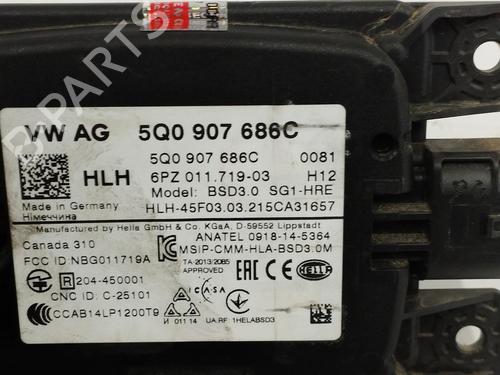 VW AG 5Q0 907 686C
5Q0 907 686C 0081
HLH 6PZ 011.719-03 H12
Model: BSD3.0 SG1-HRE
Made in Germany HLH-45F03.03.215CA31657
Німеччина
Manufactured by Hella GmbH & Co. KGaA, D-59552 Lippstadt
Canada 310 ANATEL 0918-14-5364
FCC ID:NBG011719A MSIP-CMM-HLA-BSD3.0M
R 204-450001 TA-2013/2085 APPROVED HELLA
CNC ID: C-25101 ICASA
CCAB14LP1200T9 И 01 14 UA.RF.1HELABSD3
B-PARTS